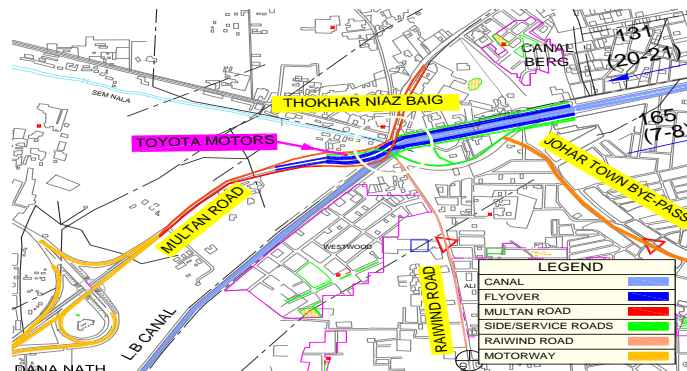 131
(20-21)
CANAL
BERG
SEM NALA
THOKHAR NIAZ BAIG
165
(7-8)
TOYOTA MOTORS
JOHAR TOWN BYE-PASS
MULTAN ROAD
WESTWOOD
RAIWIND ROAD
L.B CANAL
ALI
DANA NATH
LEGEND
CANAL
FLYOVER
MULTAN ROAD
SIDE/SERVICE ROADS
RAIWIND ROAD
MOTORWAY